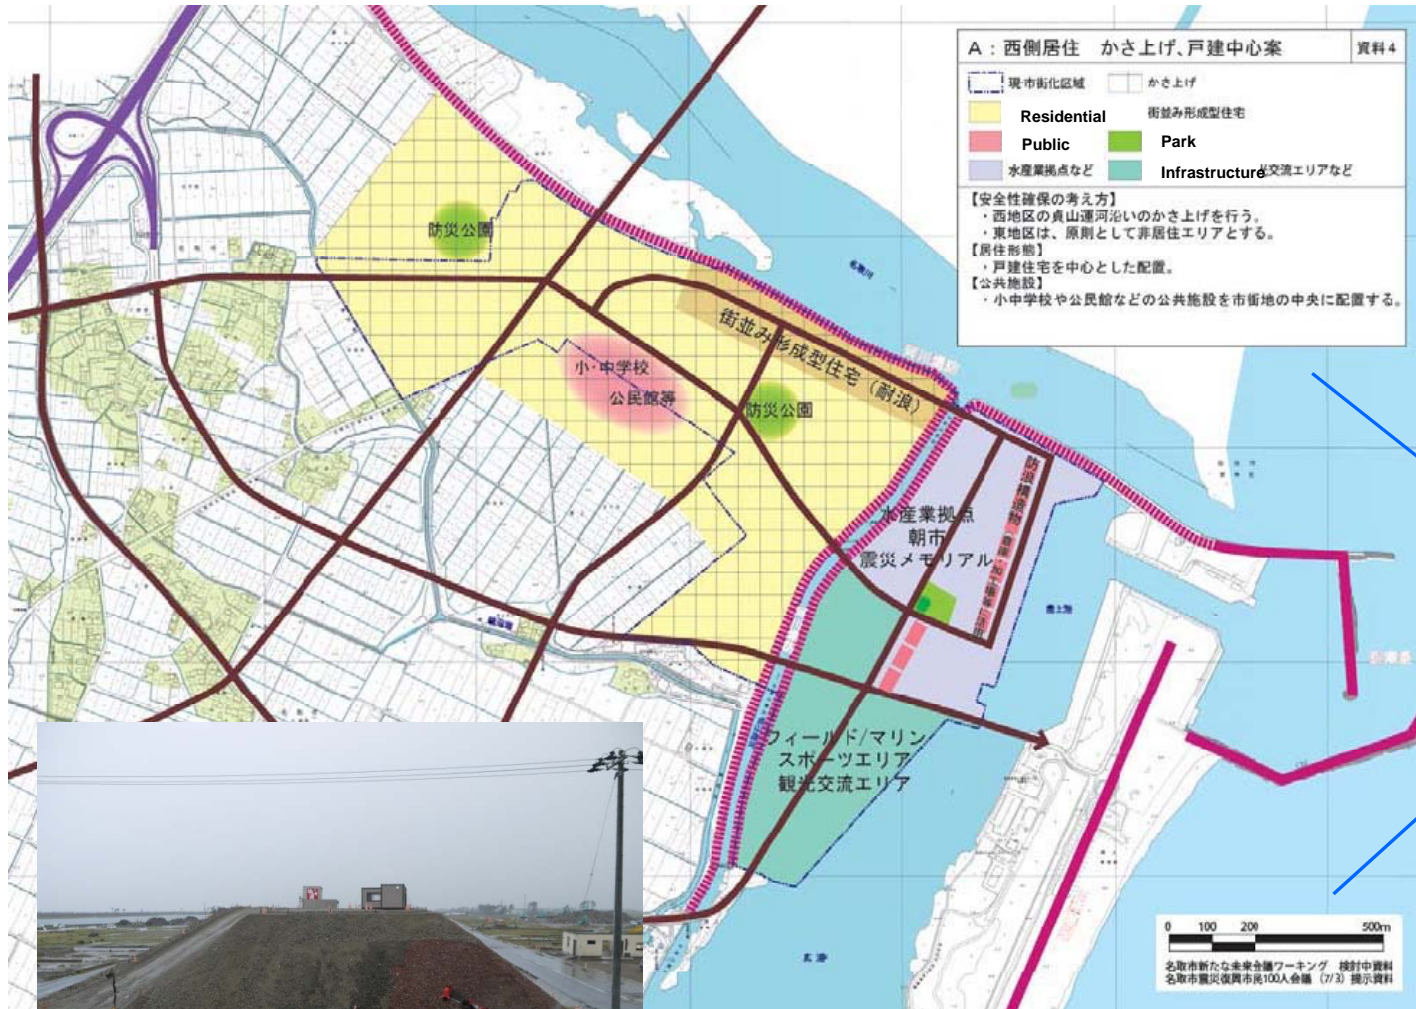 A：西側居住 かさ上げ､戸建中心案
資料4
現・市街化区域
かさ上げ
Residential
街並み形成型住宅
Public
Park
水産業拠点など
Infrastructure
交流エリアなど
【安全性確保の考え方】
・西地区の貞山運河沿いのかさ上げを行う。
・東地区は、原則として非居住エリアとする。
【居住形態】
・戸建住宅を中心とした配置。
【公共施設】
・小中学校や公民館などの公共施設を市街地の中央に配置する。
防災公園
名取川
街並み形成型住宅（耐浪）
小・中学校
公民館等
防災公園
防浪構造物
水産業拠点
朝市
震災メモリアル
フィールド/マリン
スポーツエリア
観光交流エリア
広浦
0 100 200 500m
名取市新たな未来会議ワーキング 検討中資料
名取市震災復興市民100人会議（7/3）提示資料